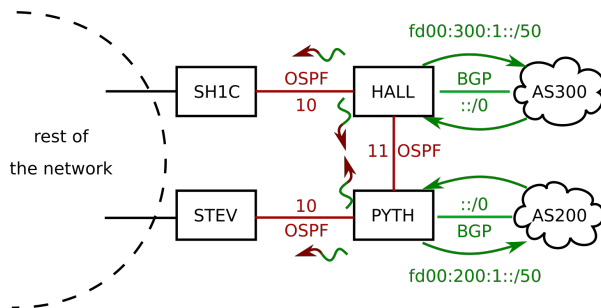 fd00:300:1::/50
OSPF
BGP
SH1C
HALL
AS300
10
::/0
rest of
the network
11 OSPF
10
::/0
STEV
PYTH
AS200
OSPF
BGP
fd00:200:1::/50